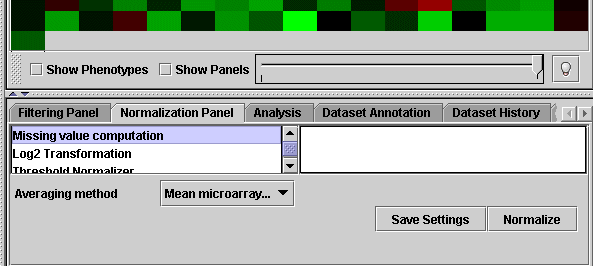 Show Phenotypes Show Panels
Filtering Panel Normalization Panel Analysis Dataset Annotation Dataset History
Missing value computation
Log2 Transformation
Threshold Normalizer
Averaging method Mean microarray...
Save Settings Normalize